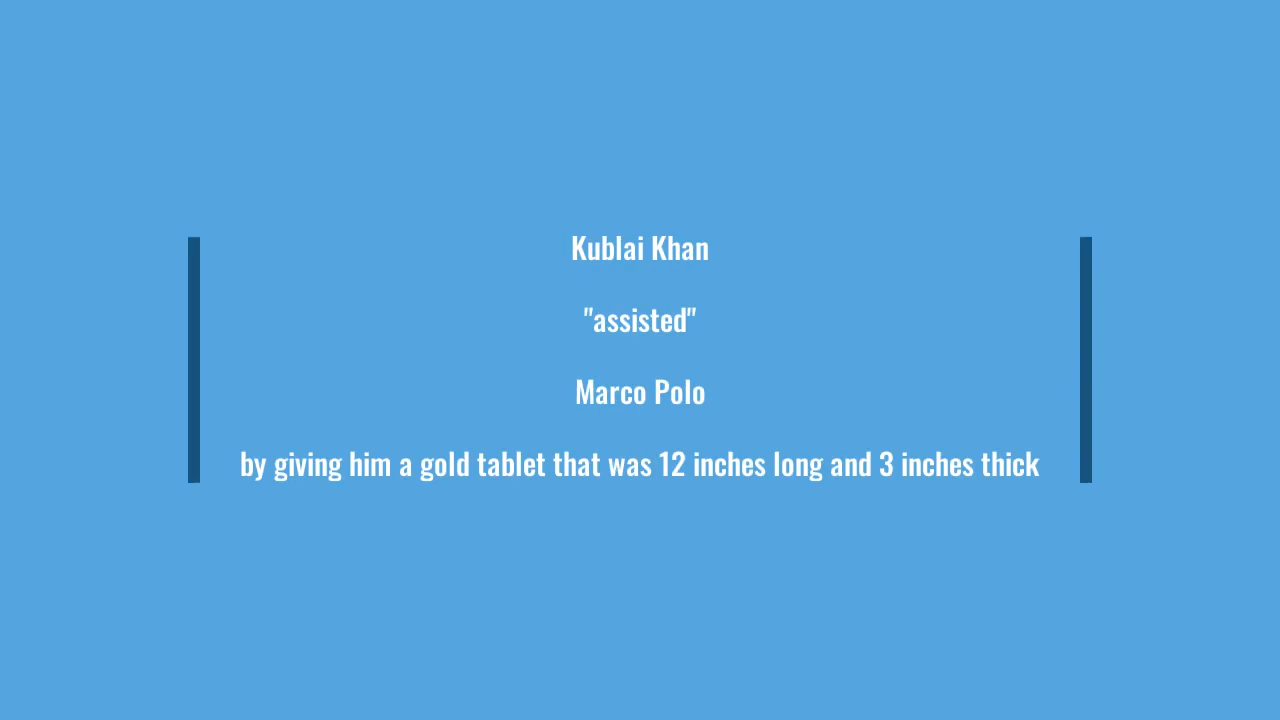 Kublai Khan
"assisted"
Marco Polo
by giving him a gold tablet that was 12 inches long and 3 inches thick